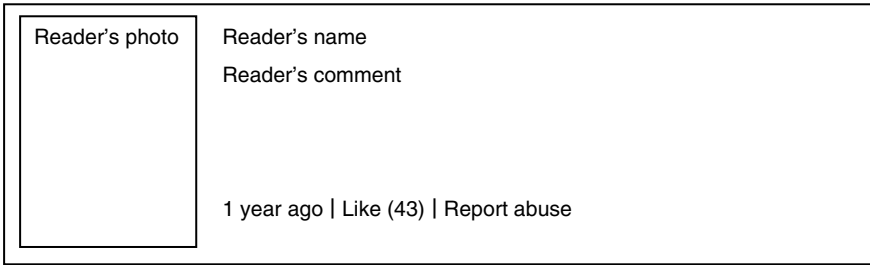 Reader’s photo
Reader’s name
Reader’s comment
1 year ago | Like (43) | Report abuse